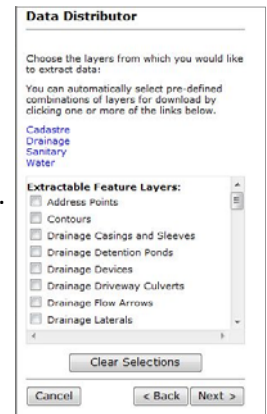 Data Distributor
Choose the layers from which you would like
to extract data:
You can automatically select pre-defined
combinations of layers for download by
clicking one or more of the links below.
Cadastre
Drainage
Sanitary
Water
Extractable Feature Layers:
Address Points
Contours
Drainage Casings and Sleeves
Drainage Detention Ponds
Drainage Devices
Drainage Driveway Culverts
Drainage Flow Arrows
Drainage Laterals
Clear Selections
Cancel
< Back
Next >